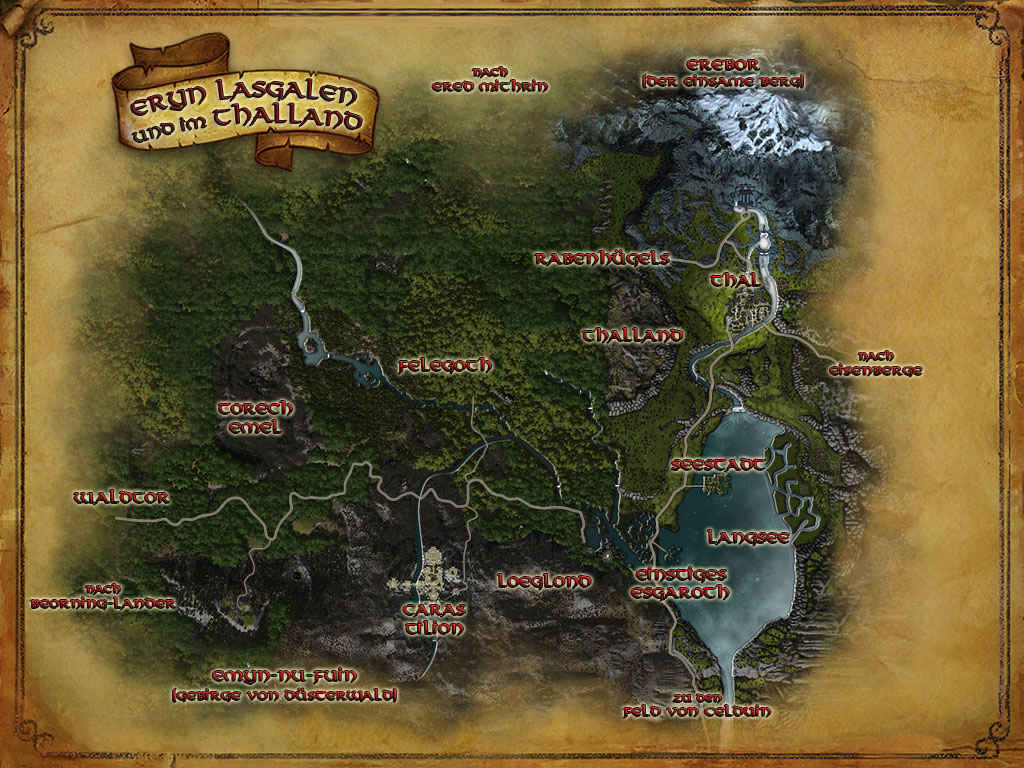 ERYN LASGALEN
UND IM THALLAND
NACH
ERED MITHRIN
EREBOR
(DER EINSAME BERG)
RABENHÜGELS
THAL
THALLAND
NACH
EISENBERGE
FELEGOTH
TORECH
EMEL
SEESTADT
WALDTOR
LANGSEE
NACH
BEORNING-LANDER
LOEGLOND
EINSTIGES
ESGAROTH
CARAS
TILION
EMYN-NU-FUIN
(GEBIRGE VON DÜSTERWALD)
ZU DEN
FELD VON CELDUIN